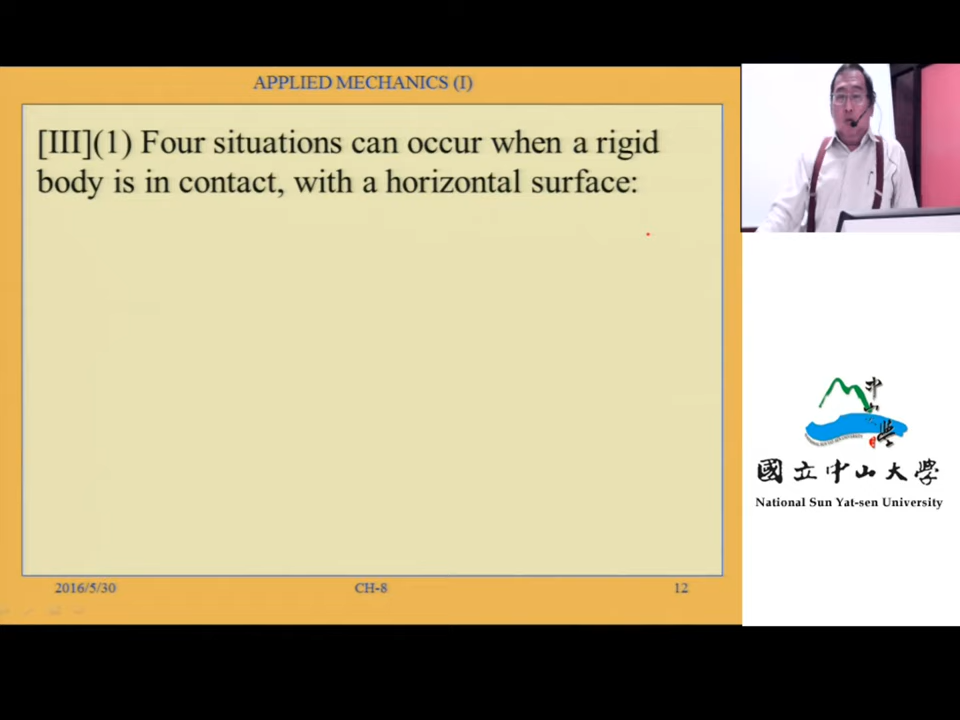 APPLIED MECHANICS (I)
[III](1) Four situations can occur when a rigid
body is in contact, with a horizontal surface:
2016/5/30
CH-8
12
國立中山大學
National Sun Yat-sen University